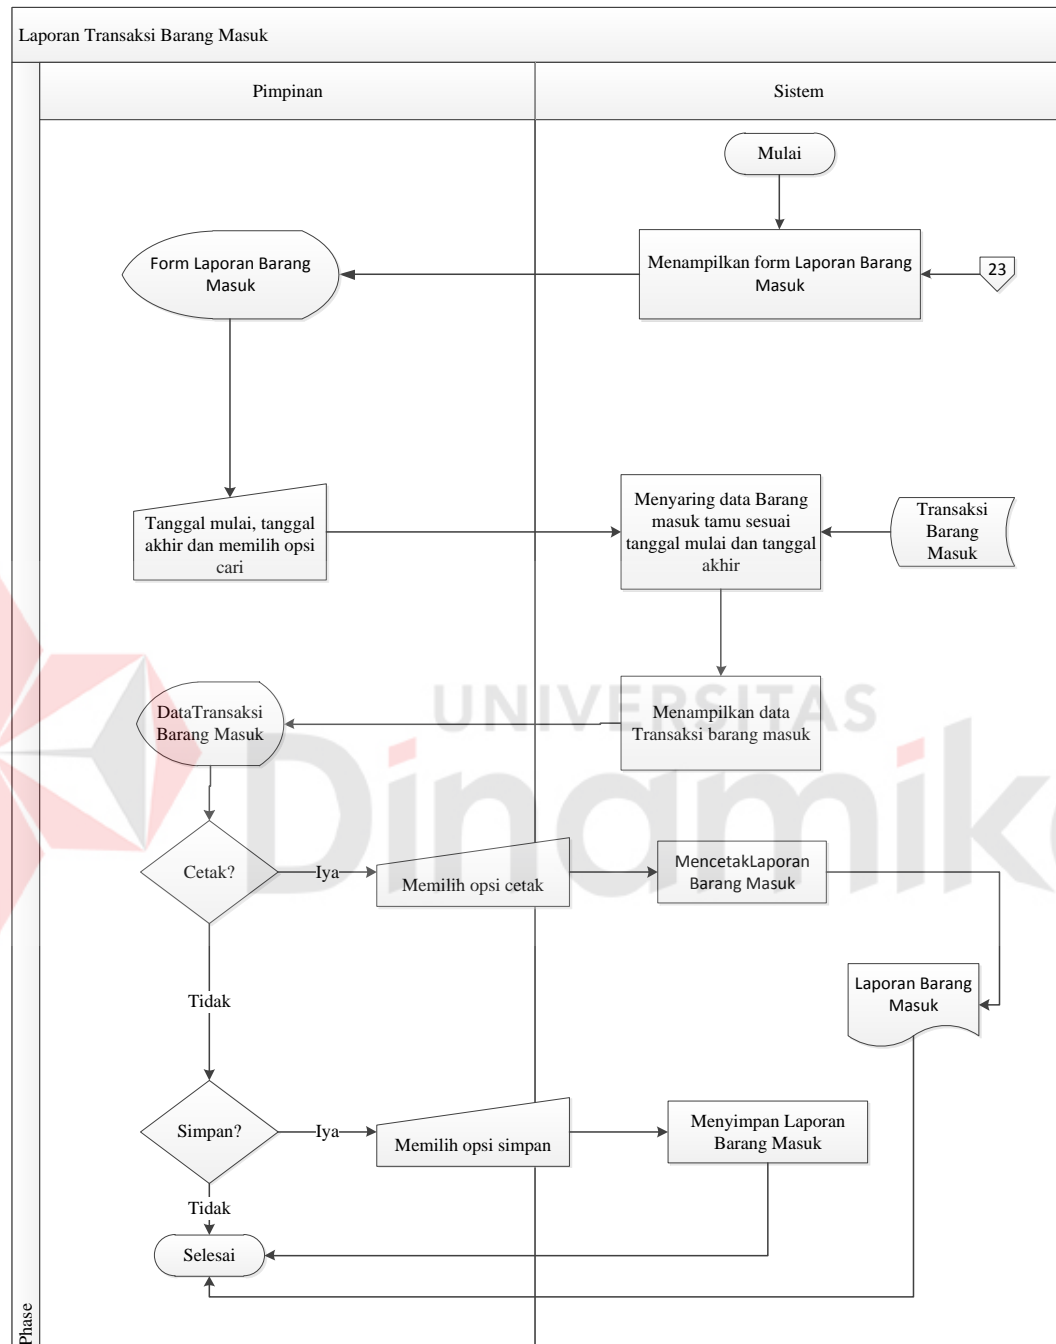 Laporan Transaksi Barang Masuk
Pimpinan
Sistem
Mulai
Form Laporan Barang
Masuk
Menampilkan form Laporan Barang
Masuk
23
Tanggal mulai, tanggal
akhir dan memilih opsi
cari
Menyaring data Barang
masuk tamu sesuai
tanggal mulai dan tanggal
akhir
Transaksi
Barang
Masuk
DataTransaksi
Barang Masuk
Menampilkan data
Transaksi barang masuk
UNIVERSITAS
Dinamika
Cetak?
Iya
Memilih opsi cetak
MencetakLaporan
Barang Masuk
Tidak
Laporan Barang
Masuk
Simpan?
Iya
Memilih opsi simpan
Menyimpan Laporan
Barang Masuk
Tidak
Selesai
Phase